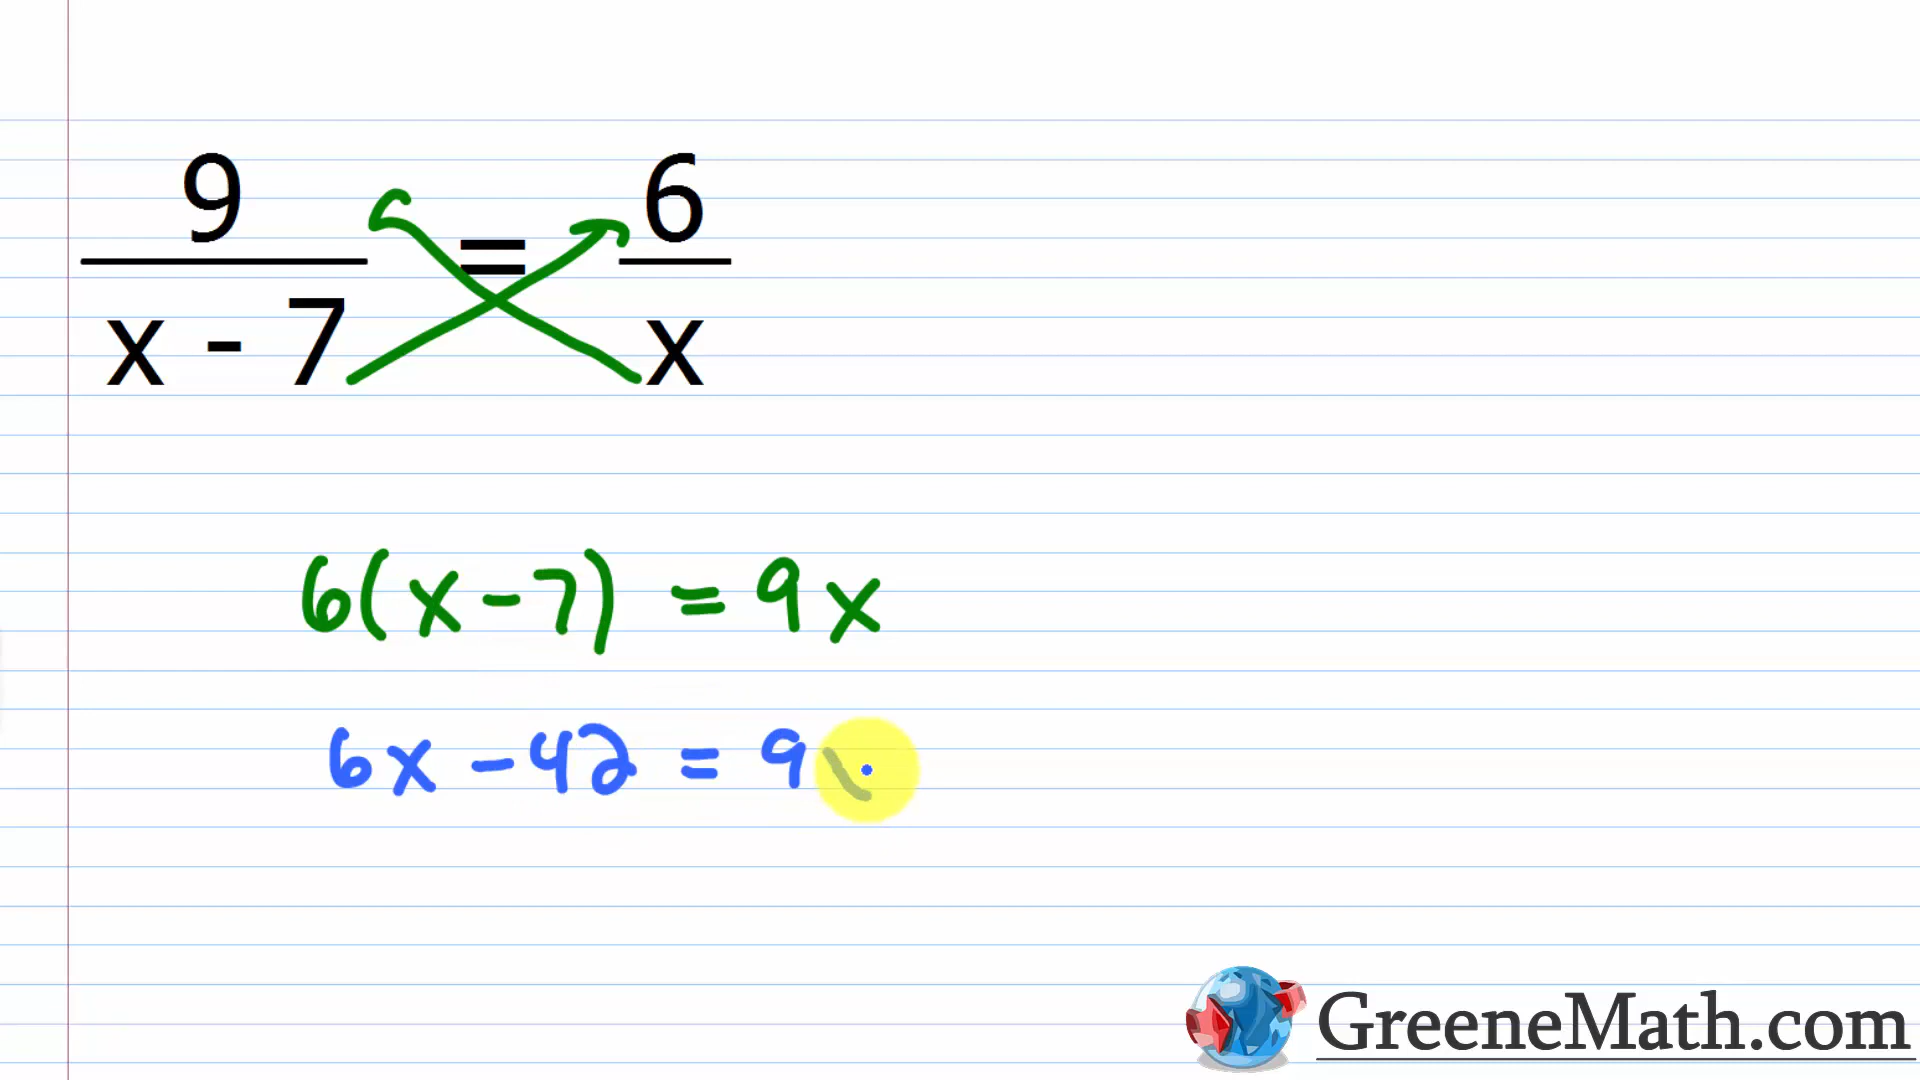 9 = 6
x - 7 x
6(x-7) = 9x
6x-42 = 9
GreeneMath.com